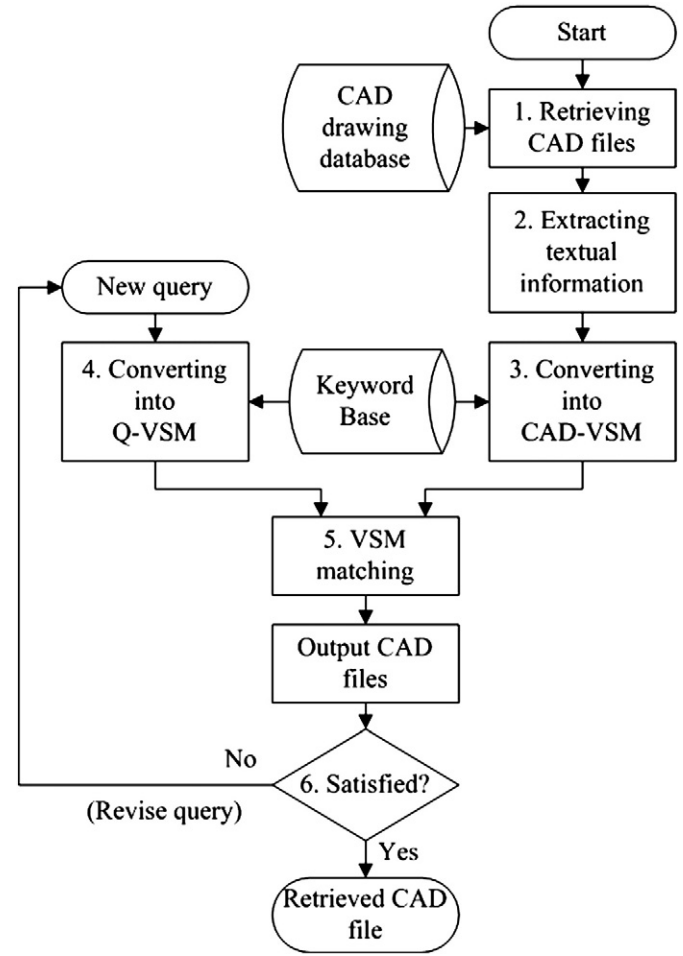 Start
CAD
drawing
database
1. Retrieving
CAD files
2. Extracting
textual
information
New query
4. Converting
into
Q-VSM
Keyword
Base
3. Converting
into
CAD-VSM
5. VSM
matching
Output CAD
files
No
6. Satisfied?
(Revise query)
Yes
Retrieved CAD
file